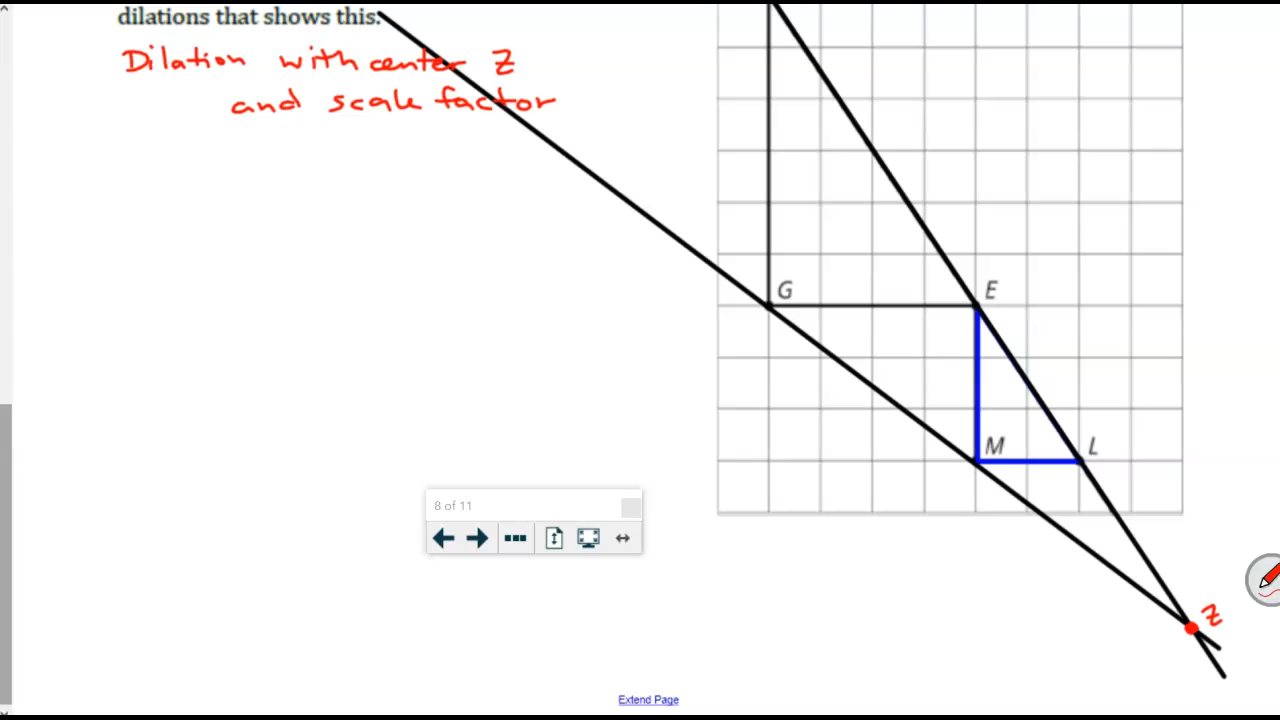 dilations that shows this.
Dilation with center Z
and scale factor
G
E
M
L
8 of 11
Z
Extend Page